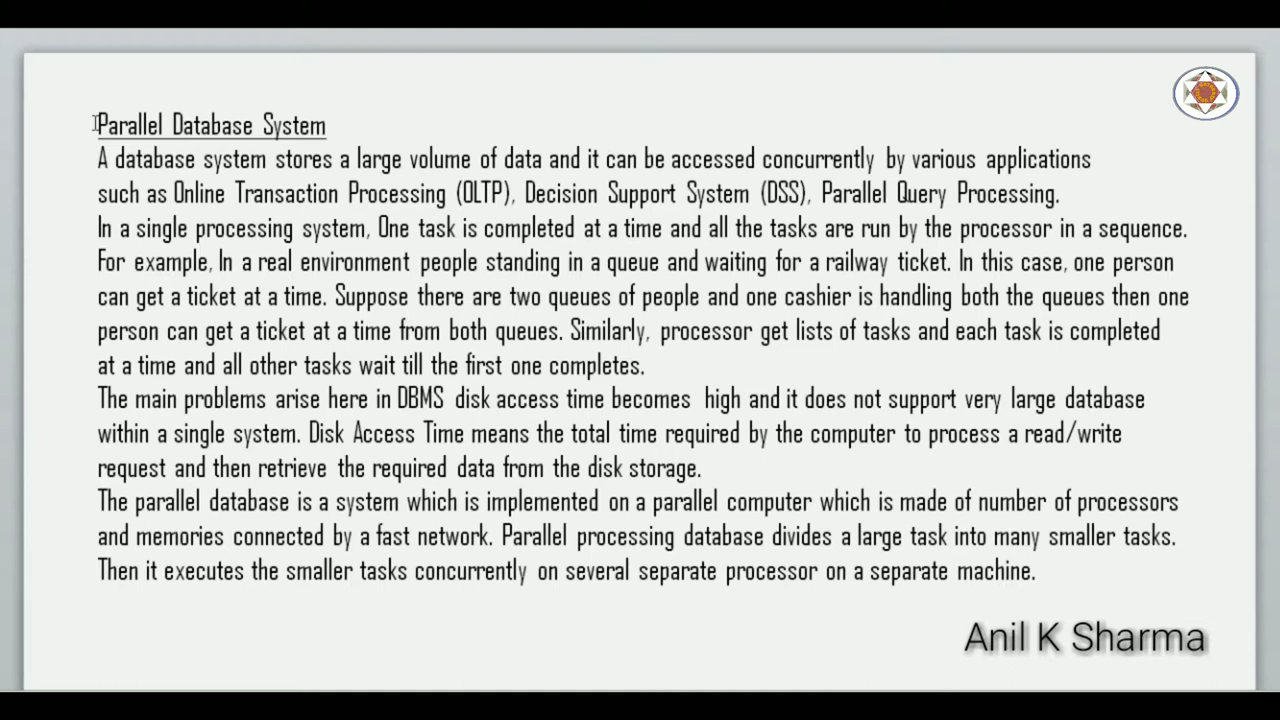 Parallel Database System
A database system stores a large volume of data and it can be accessed concurrently by various applications
such as Online Transaction Processing (OLTP), Decision Support System (DSS), Parallel Query Processing.
In a single processing system, One task is completed at a time and all the tasks are run by the processor in a sequence.
For example, In a real environment people standing in a queue and waiting for a railway ticket. In this case, one person
can get a ticket at a time. Suppose there are two queues of people and one cashier is handling both the queues then one
person can get a ticket at a time from both queues. Similarly, processor get lists of tasks and each task is completed
at a time and all other tasks wait till the first one completes.
The main problems arise here in DBMS disk access time becomes high and it does not support very large database
within a single system. Disk Access Time means the total time required by the computer to process a read/write
request and then retrieve the required data from the disk storage.
The parallel database is a system which is implemented on a parallel computer which is made of number of processors
and memories connected by a fast network. Parallel processing database divides a large task into many smaller tasks.
Then it executes the smaller tasks concurrently on several separate processor on a separate machine.
Anil K Sharma